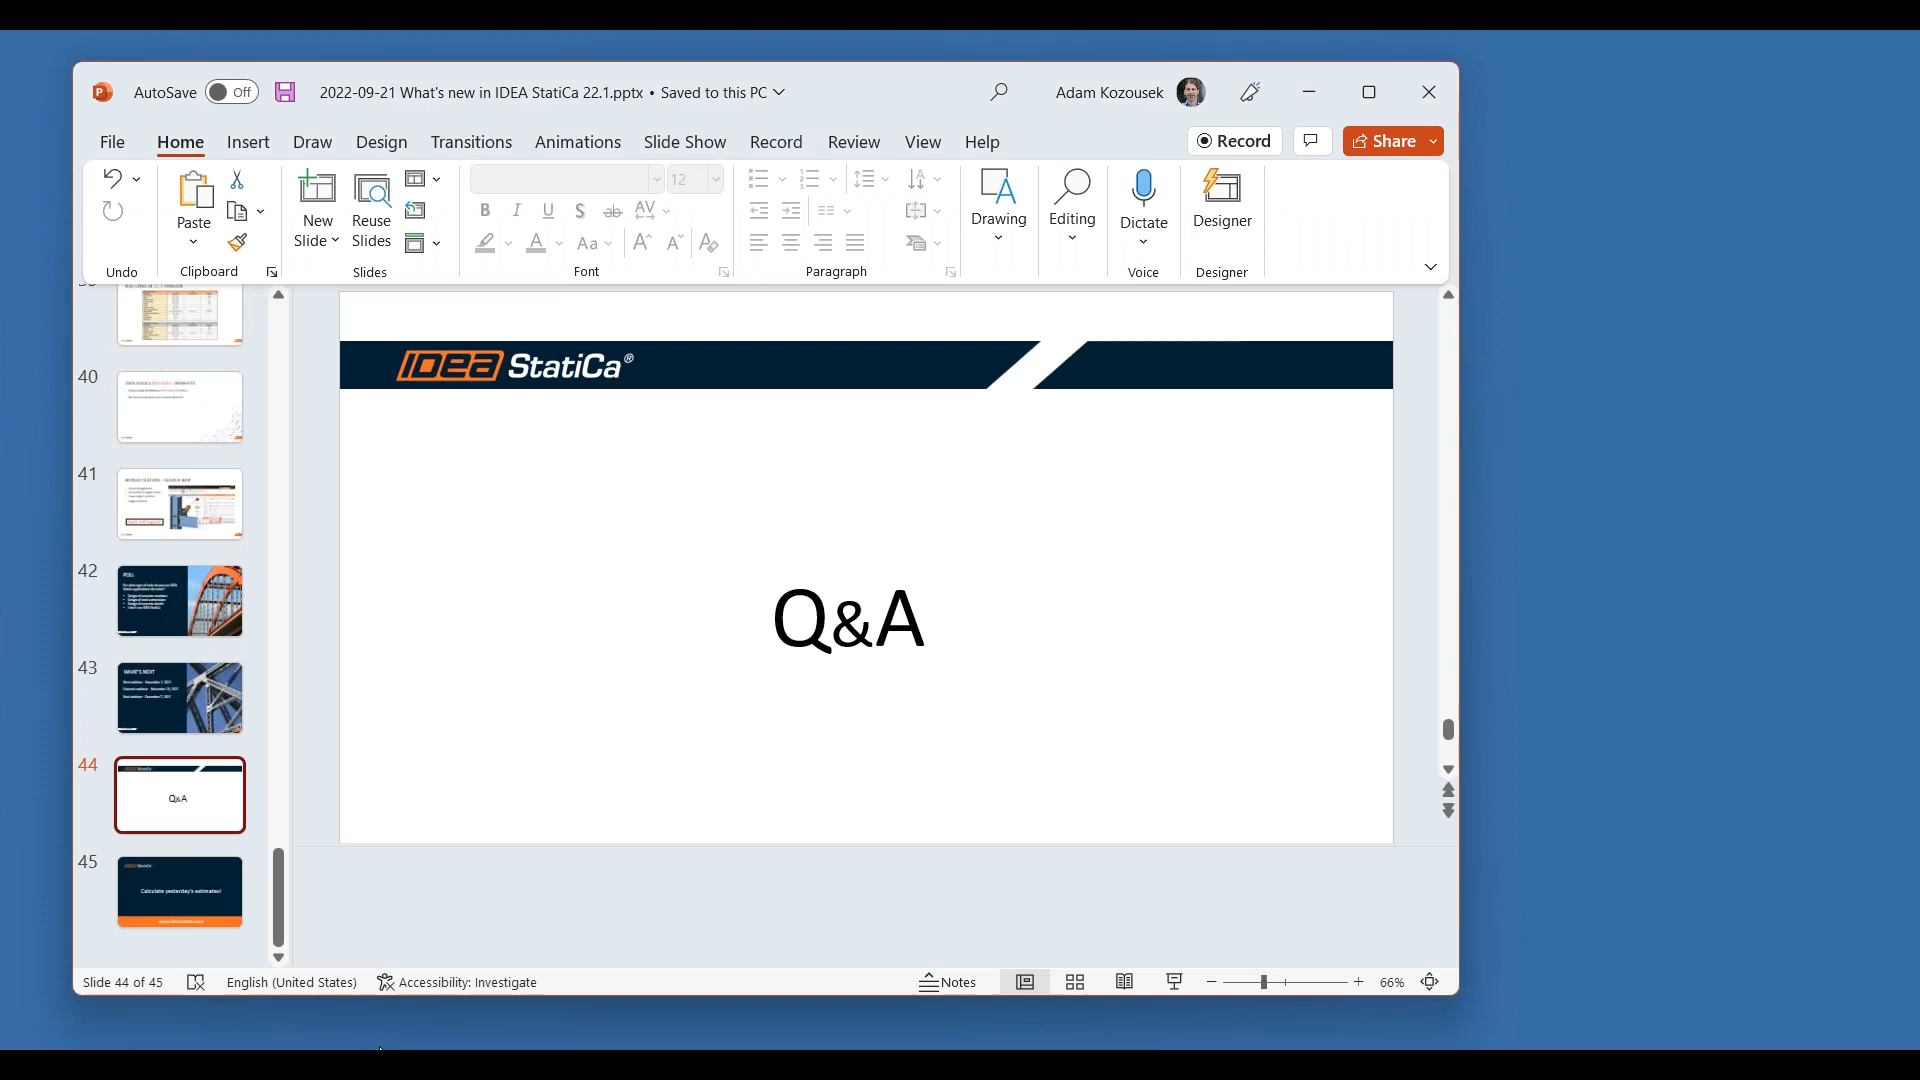 AutoSave Off 2022-09-21 What's new in IDEA StatiCa 22.1.pptx • Saved to this PC Adam Kozousek
File Home Insert Draw Design Transitions Animations Slide Show Record Review View Help Record Share
Paste New Slide Reuse Slides 12 Drawing Editing Dictate Designer
Undo Clipboard Slides Font Paragraph Voice Designer
IDEA StatiCa®
Q&A
40
41
42
POLL
43
WHAT'S NEXT
44
Q&A
45
Calculate yesterday's estimates!
Slide 44 of 45 English (United States) Accessibility: Investigate Notes 66%